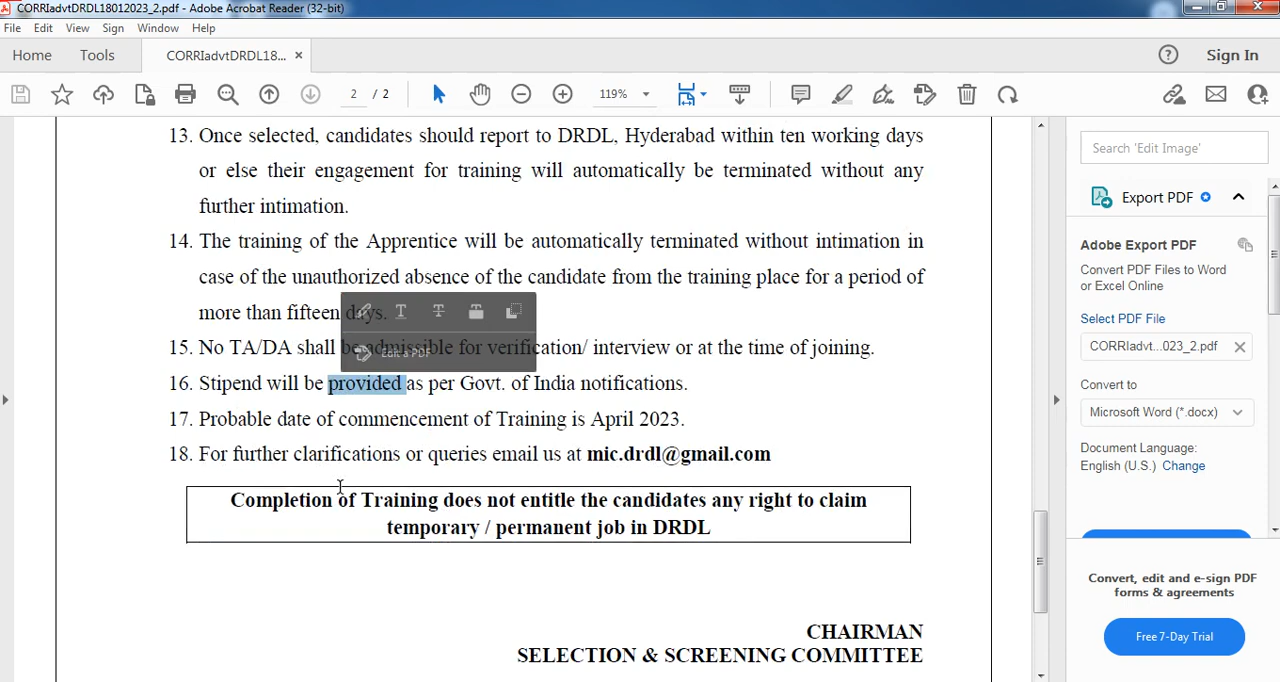 CORRIadvtDRDL18012023_2.pdf - Adobe Acrobat Reader (32-bit)
File Edit View Sign Window Help
Home Tools CORRIadvtDRDL18... × Sign In
2 / 2 119%
13. Once selected, candidates should report to DRDL, Hyderabad within ten working days
or else their engagement for training will automatically be terminated without any
further intimation.
14. The training of the Apprentice will be automatically terminated without intimation in
case of the unauthorized absence of the candidate from the training place for a period of
more than fifteen days.
15. No TA/DA shall be admissible for verification/ interview or at the time of joining.
Edit a PDF
16. Stipend will be provided as per Govt. of India notifications.
17. Probable date of commencement of Training is April 2023.
18. For further clarifications or queries email us at mic.drdl@gmail.com
Completion of Training does not entitle the candidates any right to claim
temporary / permanent job in DRDL
CHAIRMAN
SELECTION & SCREENING COMMITTEE
Search 'Edit Image'
Export PDF
Adobe Export PDF
Convert PDF Files to Word
or Excel Online
Select PDF File
CORRIadvt...023_2.pdf ×
Convert to
Microsoft Word (*.docx)
Document Language:
English (U.S.) Change
Convert, edit and e-sign PDF
forms & agreements
Free 7-Day Trial